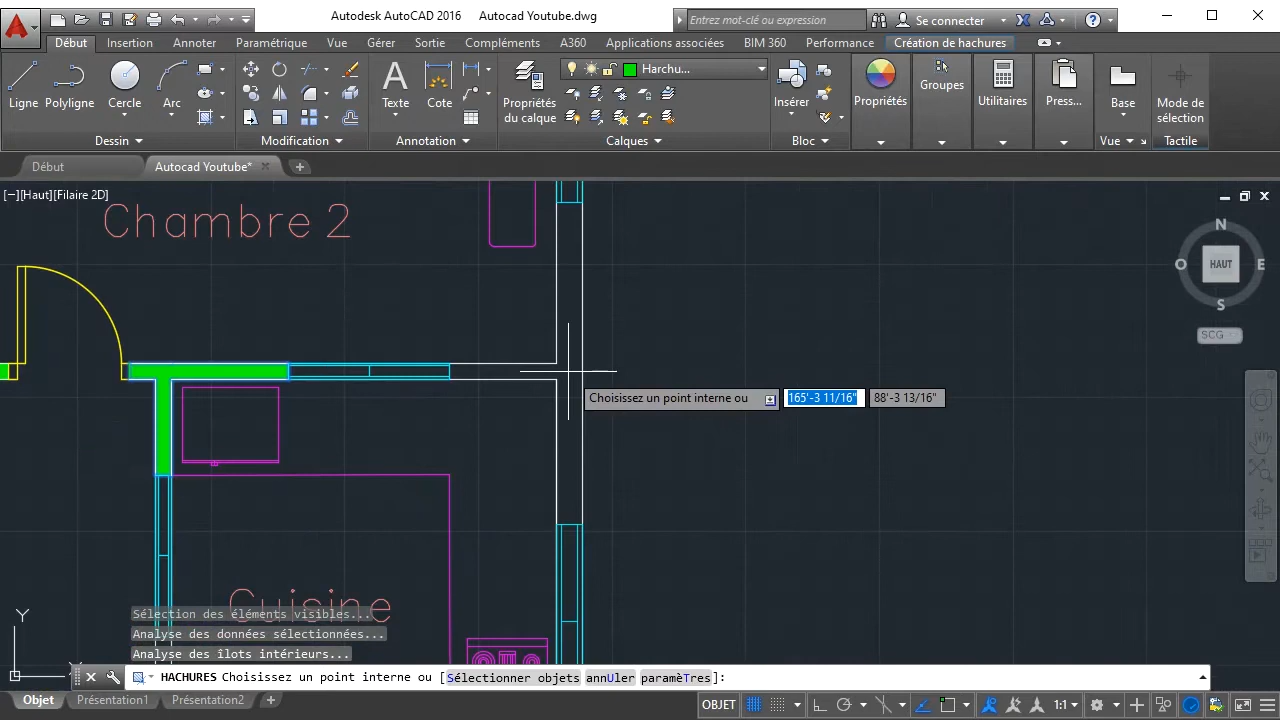 Autodesk AutoCAD 2016 Autocad Youtube.dwg
Entrez mot-clé ou expression
Se connecter
Début Insertion Annoter Paramétrique Vue Gérer Sortie Compléments A360 Applications associées BIM 360 Performance Création de hachures
Harchu...
Ligne Polyligne Cercle Arc Texte Cote Propriétés du calque Insérer Propriétés Groupes Utilitaires Press... Base Mode de sélection
Dessin Modification Annotation Calques Bloc Vue Tactile
Début Autocad Youtube*
[−][Haut][Filaire 2D]
Chambre 2
N
O HAUT E
S
SCG
Choisissez un point interne ou 165'-3 11/16" 88'-3 13/16"
Cuisine
Sélection des éléments visibles...
Analyse des données sélectionnées...
Analyse des îlots intérieurs...
Y
HACHURES Choisissez un point interne ou [Sélectionner objets annUler paramèTres]:
Objet Présentation1 Présentation2
OBJET 1:1